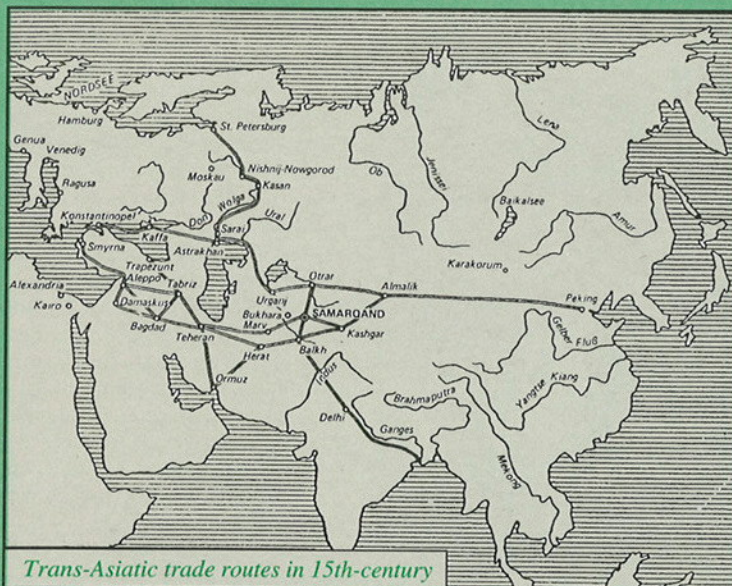 NORDSEE
Hamburg
St. Petersburg
Lena
Genua
Venedig
Moskau
Nishnij-Nowgorod
Ob
Jenissei
Kasan
Ragusa
Wolga
Don
Ural
Baikalsee
Amur
Konstantinopel
Kaffa
Sarai
Smyrna
Astrakhan
Karakorum
Trapezunt
Otrar
Almalik
Alexandria
Aleppo
Tabriz
Urganj
Peking
Kairo
Damaskus
Bukhara
SAMARQAND
Bagdad
Marv
Kashgar
Gelber Fluß
Teheran
Herat
Balkh
Ormuz
Indus
Brahmaputra
Yangtse Kiang
Delhi
Ganges
Mekong
Trans-Asiatic trade routes in 15th-century